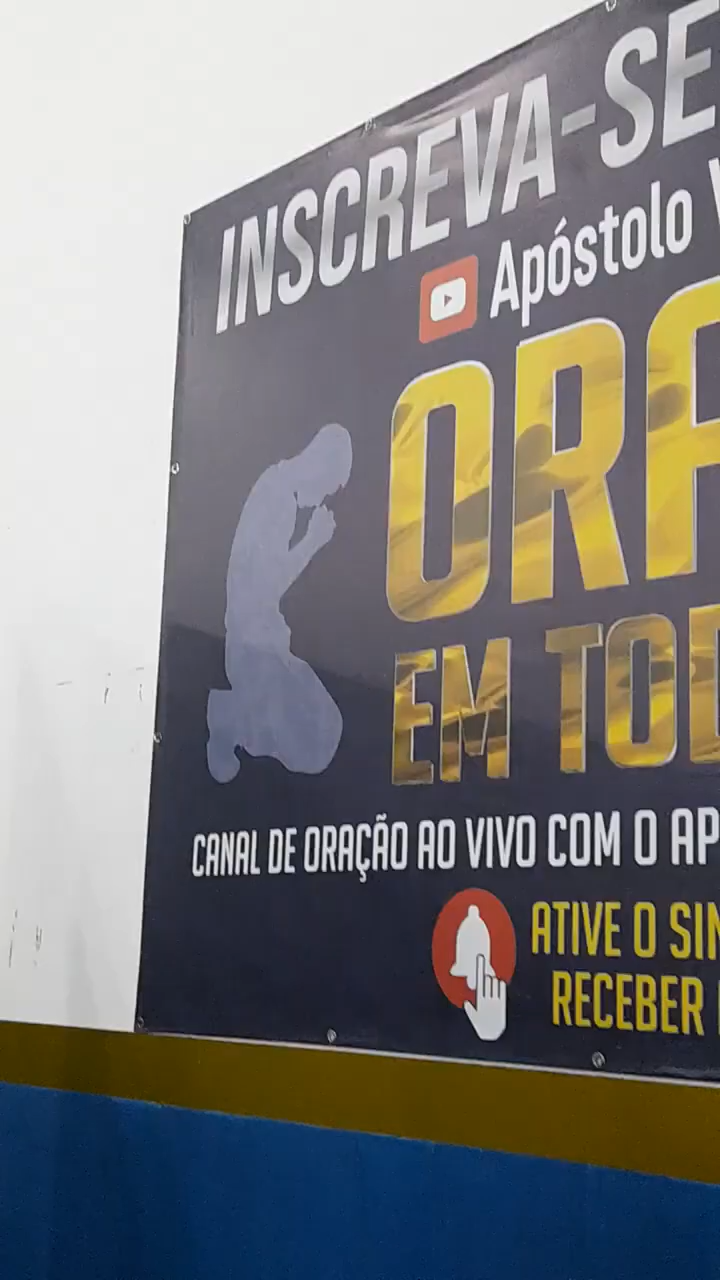 INSCREVA-SE
Apóstolo
ORA
EM TOD
CANAL DE ORAÇÃO AO VIVO COM O AP
ATIVE O SIN
RECEBER